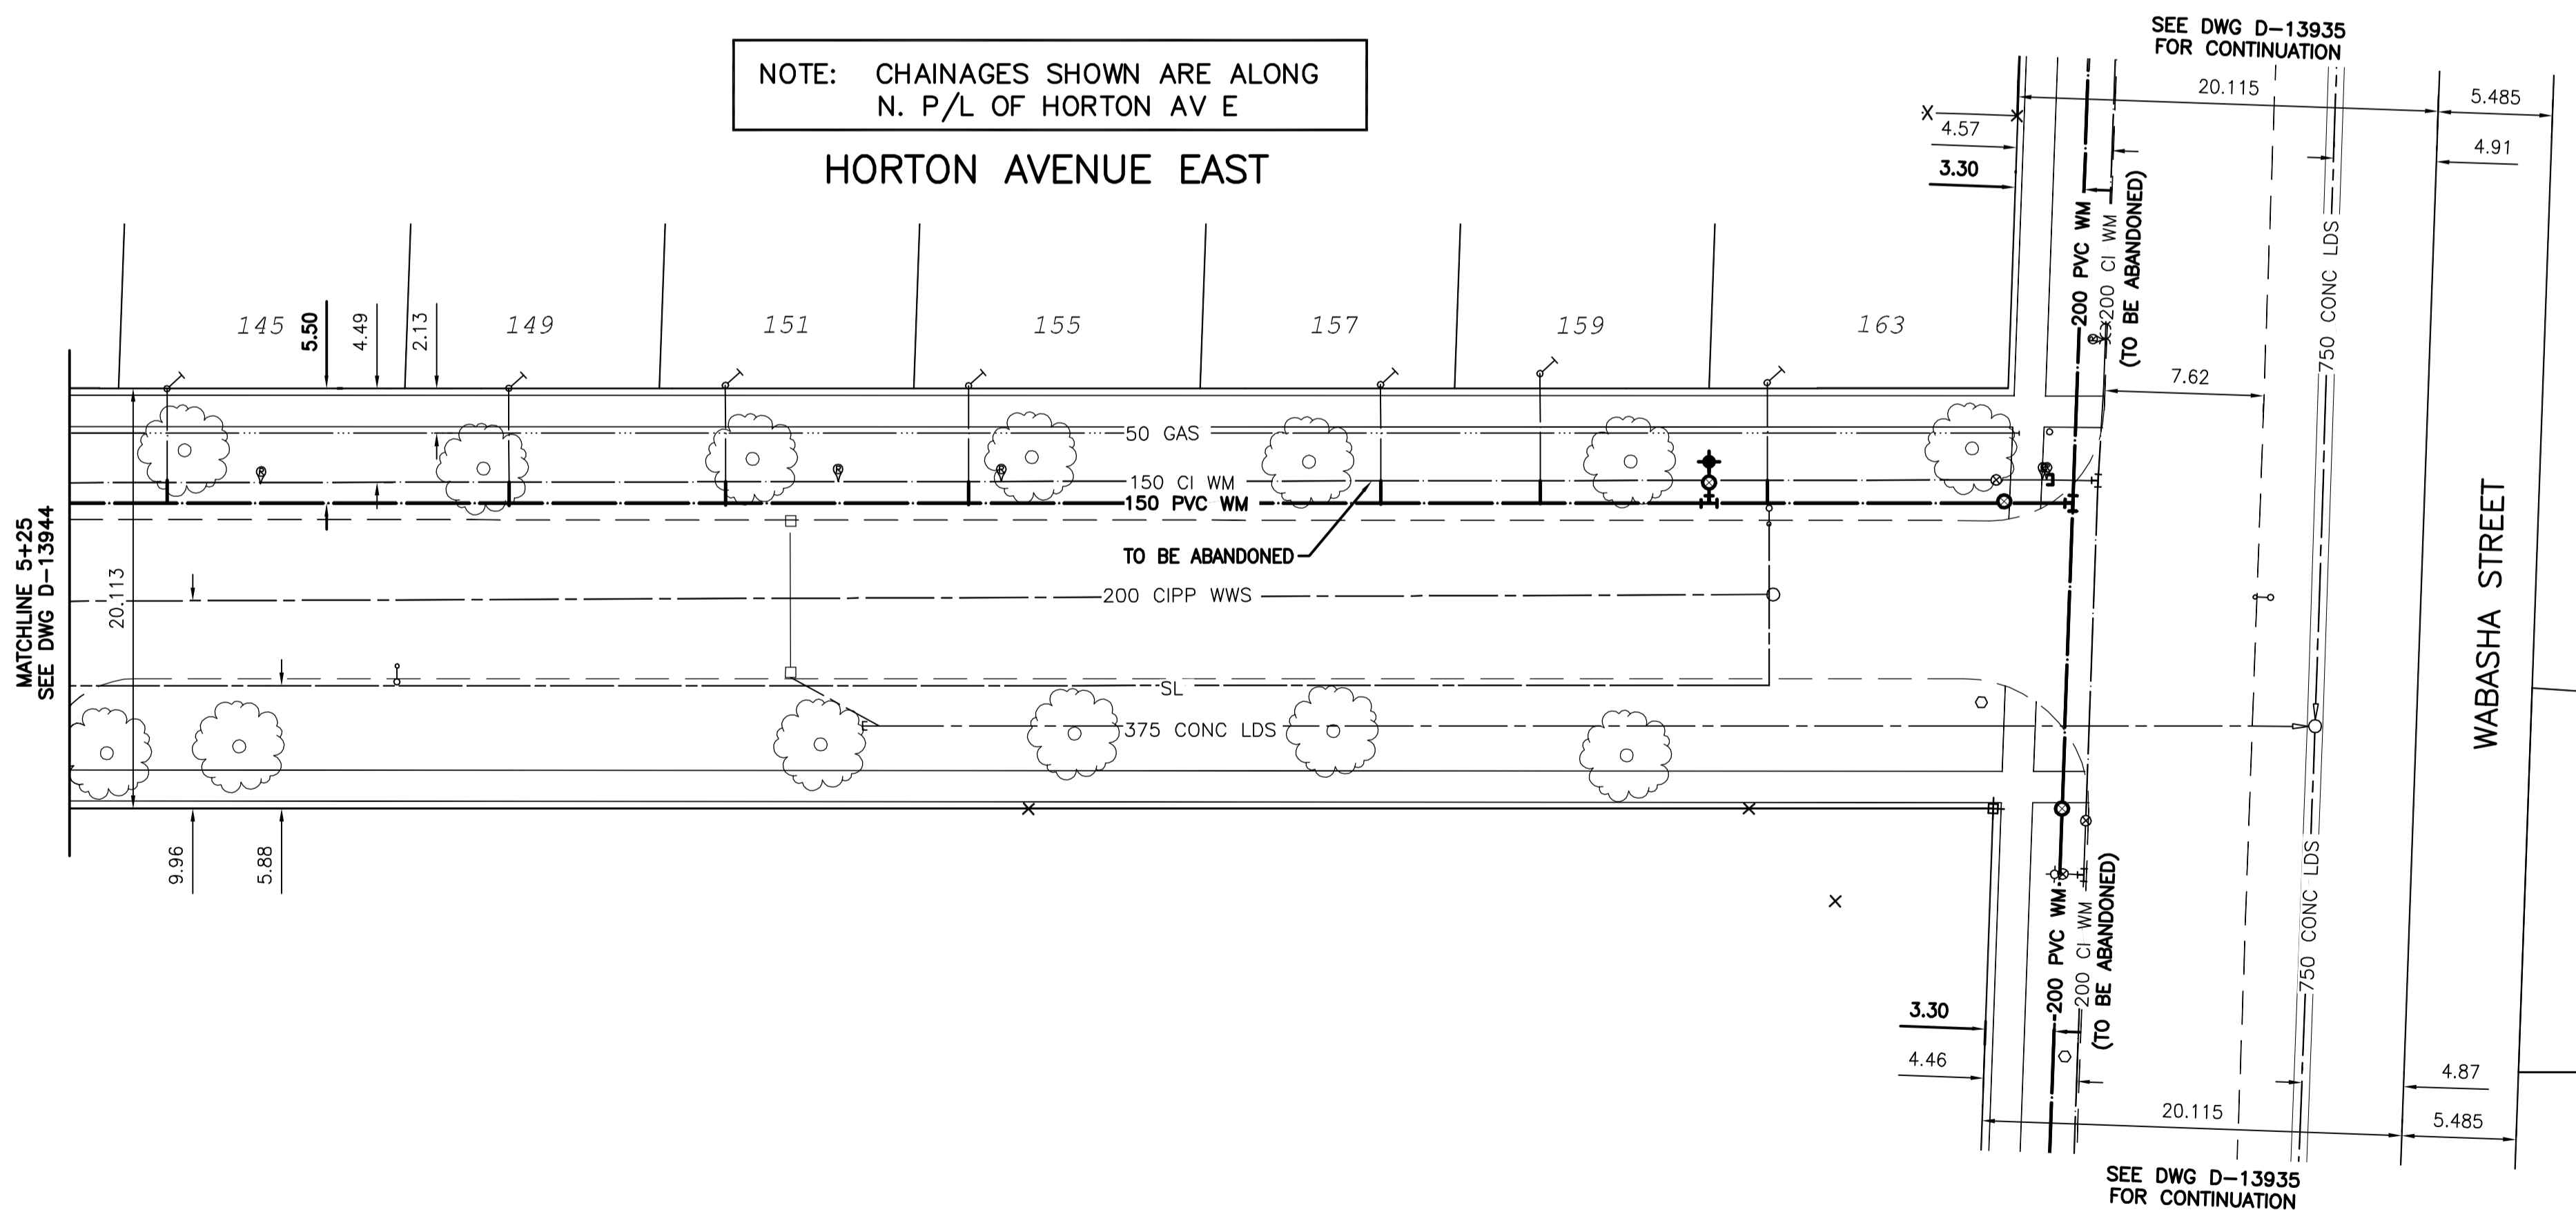 SEE DWG D-13935
FOR CONTINUATION
NOTE: CHAINAGES SHOWN ARE ALONG
N. P/L OF HORTON AV E
HORTON AVENUE EAST
20.115
5.485
X
4.57
4.91
3.30
200 PVC WM
200 CI WM
(TO BE ABANDONED)
750 CONC LDS
145
5.50
4.49
2.13
149
151
155
157
159
163
7.62
50 GAS
150 CI WM
150 PVC WM
TO BE ABANDONED
MATCHLINE 5+25
SEE DWG D-13944
20.113
200 CIPP WWS
SL
375 CONC LDS
WABASHA STREET
9.96
5.88
200 PVC WM
200 CI WM
(TO BE ABANDONED)
750 CONC LDS
3.30
4.46
4.87
20.115
5.485
SEE DWG D-13935
FOR CONTINUATION